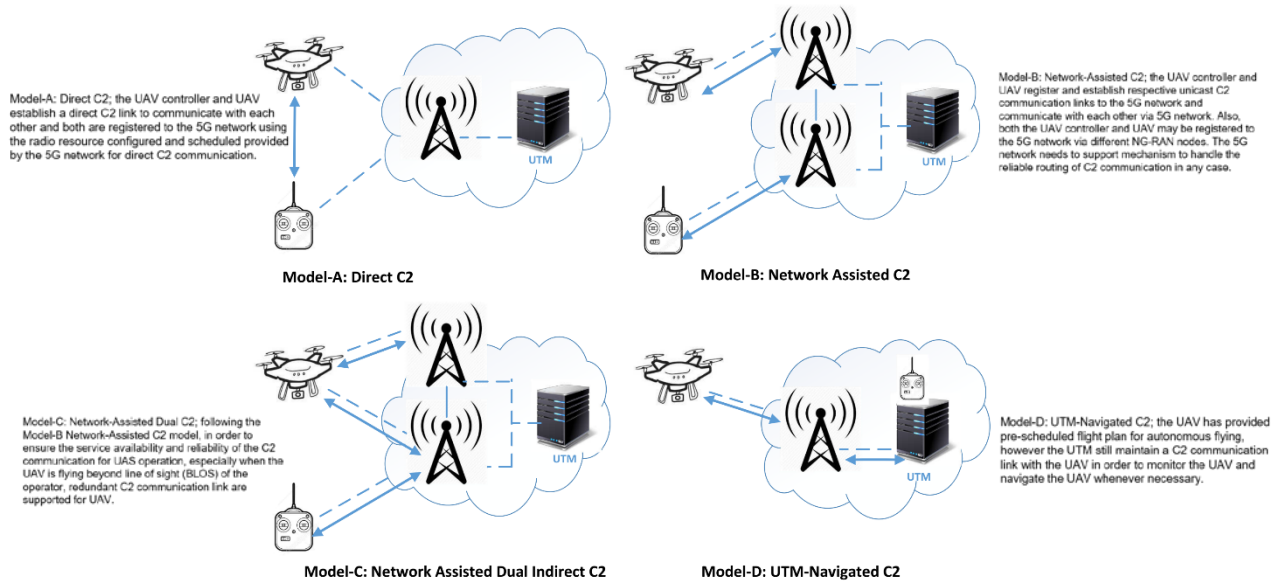 Model-A: Direct C2; the UAV controller and UAV
establish a direct C2 link to communicate with each
other and both are registered to the 5G network using
the radio resource configured and scheduled provided
by the 5G network for direct C2 communication.
UTM
Model-A: Direct C2
UTM
Model-B: Network-Assisted C2; the UAV controller and
UAV register and establish respective unicast C2
communication links to the 5G network and
communicate with each other via 5G network. Also,
both the UAV controller and UAV may be registered to
the 5G network via different NG-RAN nodes. The 5G
network needs to support mechanism to handle the
reliable routing of C2 communication in any case.
Model-B: Network Assisted C2
Model-C: Network-Assisted Dual C2; following the
Model-B Network-Assisted C2 model, in order to
ensure the service availability and reliability of the C2
communication for UAS operation, especially when the
UAV is flying beyond line of sight (BLOS) of the
operator, redundant C2 communication link are
supported for UAV.
UTM
Model-C: Network Assisted Dual Indirect C2
UTM
Model-D: UTM-Navigated C2; the UAV has provided
pre-scheduled flight plan for autonomous flying,
however the UTM still maintain a C2 communication
link with the UAV in order to monitor the UAV and
navigate the UAV whenever necessary.
Model-D: UTM-Navigated C2